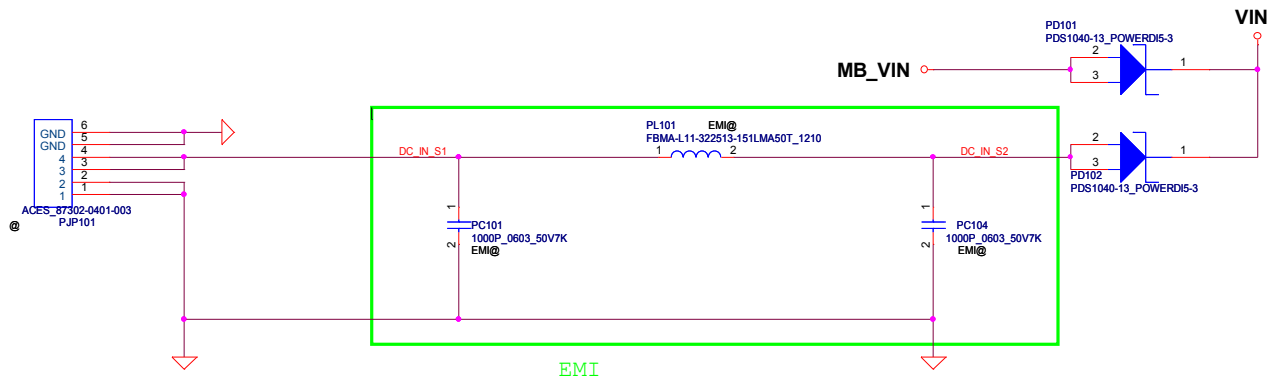 VIN
PD101
PDS1040-13_POWERDI5-3
2
3
1
MB_VIN
GND
GND
4
3
2
1
6
5
4
3
2
1
ACES_87302-0401-003
PJP101
@
DC_IN_S1
PL101 EMI@
FBMA-L11-322513-151LMA50T_1210
1 2
DC_IN_S2
2
3
1
PD102
PDS1040-13_POWERDI5-3
1
PC101
1000P_0603_50V7K
2
EMI@
1
PC104
1000P_0603_50V7K
2
EMI@
EMI